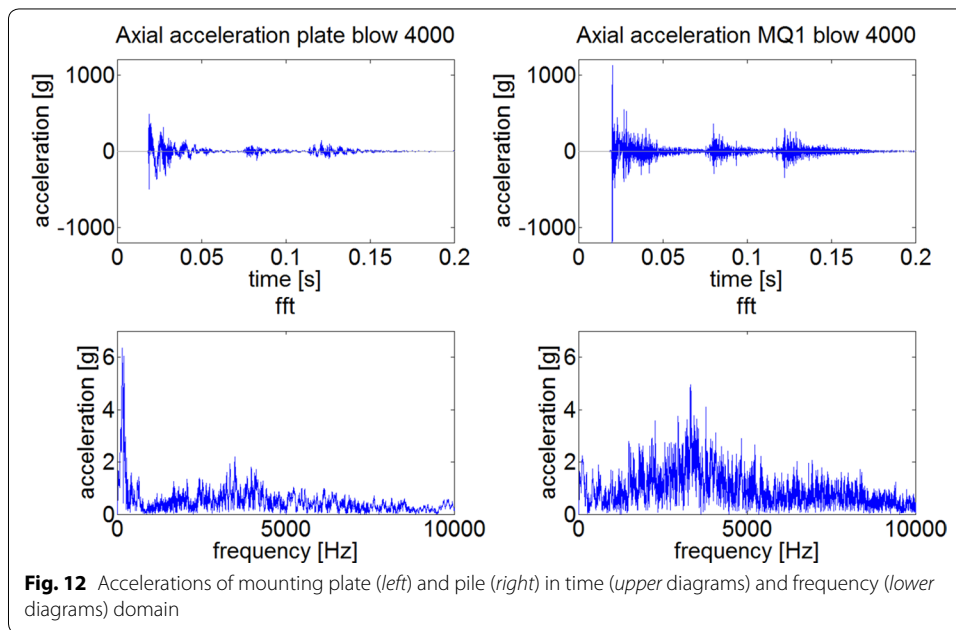 Axial acceleration plate blow 4000
Axial acceleration MQ1 blow 4000
acceleration [g]
1000
0
-1000
0
0.05
0.1
0.15
0.2
time [s]
acceleration [g]
1000
0
-1000
0
0.05
0.1
0.15
0.2
time [s]
fft
fft
acceleration [g]
6
4
2
0
0
5000
10000
frequency [Hz]
acceleration [g]
6
4
2
0
0
5000
10000
frequency [Hz]
Fig. 12 Accelerations of mounting plate (left) and pile (right) in time (upper diagrams) and frequency (lower
diagrams) domain